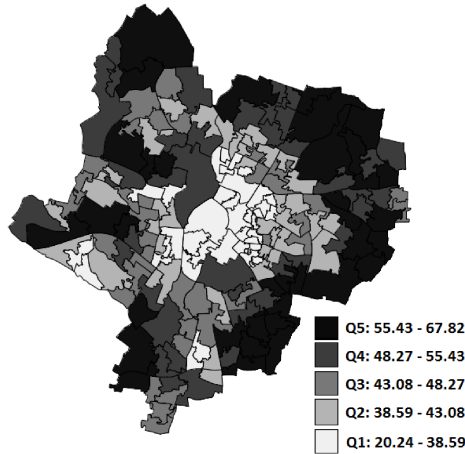 Q5: 55.43 - 67.82
Q4: 48.27 - 55.43
Q3: 43.08 - 48.27
Q2: 38.59 - 43.08
Q1: 20.24 - 38.59